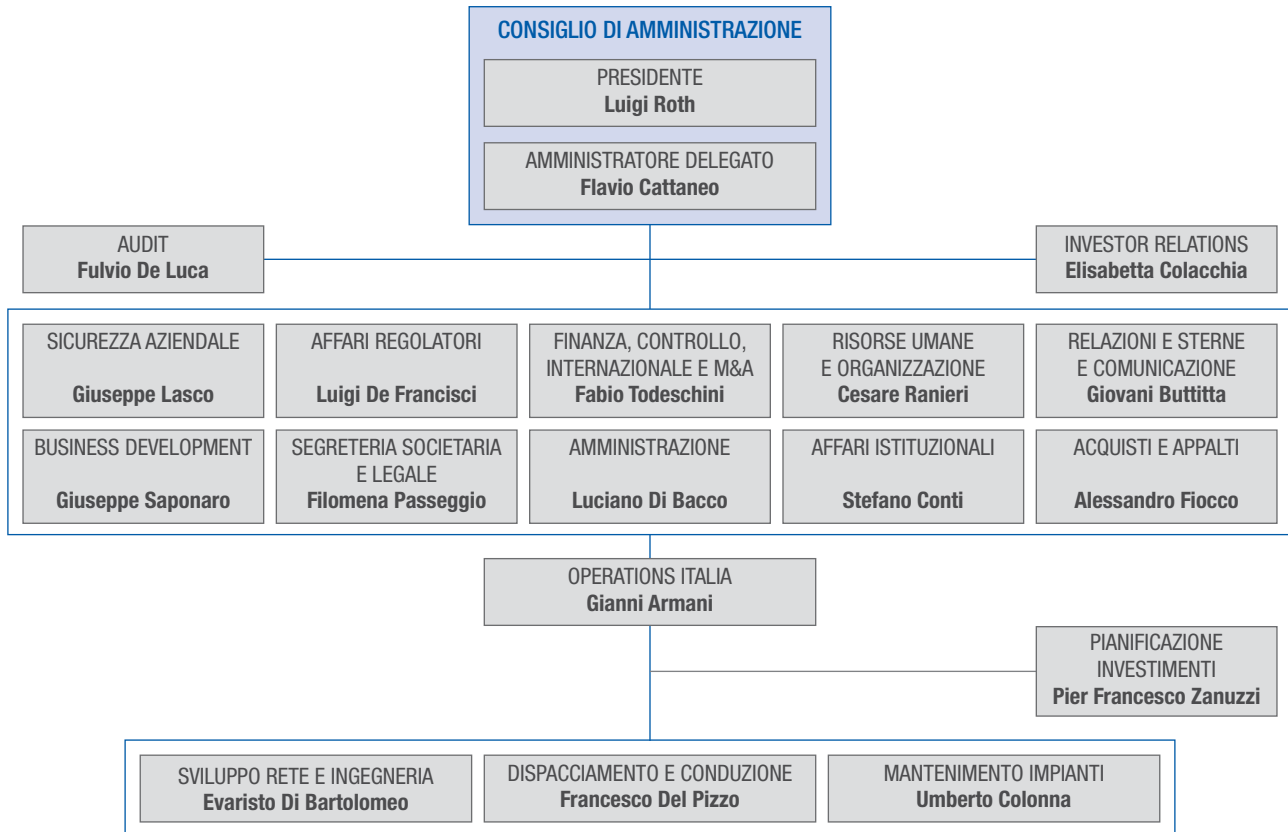 CONSIGLIO DI AMMINISTRAZIONE
PRESIDENTE
Luigi Roth
AMMINISTRATORE DELEGATO
Flavio Cattaneo
AUDIT
Fulvio De Luca
INVESTOR RELATIONS
Elisabetta Colacchia
SICUREZZA AZIENDALE
Giuseppe Lasco
AFFARI REGOLATORI
Luigi De Francisci
FINANZA, CONTROLLO,
INTERNAZIONALE E M&A
Fabio Todeschini
RISORSE UMANE
E ORGANIZZAZIONE
Cesare Ranieri
RELAZIONI E STERNE
E COMUNICAZIONE
Giovani Buttitta
BUSINESS DEVELOPMENT
Giuseppe Saponaro
SEGRETERIA SOCIETARIA
E LEGALE
Filomena Passeggio
AMMINISTRAZIONE
Luciano Di Bacco
AFFARI ISTITUZIONALI
Stefano Conti
ACQUISTI E APPALTI
Alessandro Fiocco
OPERATIONS ITALIA
Gianni Armani
PIANIFICAZIONE
INVESTIMENTI
Pier Francesco Zanuzzi
SVILUPPO RETE E INGEGNERIA
Evaristo Di Bartolomeo
DISPACCIAMENTO E CONDUZIONE
Francesco Del Pizzo
MANTENIMENTO IMPIANTI
Umberto Colonna